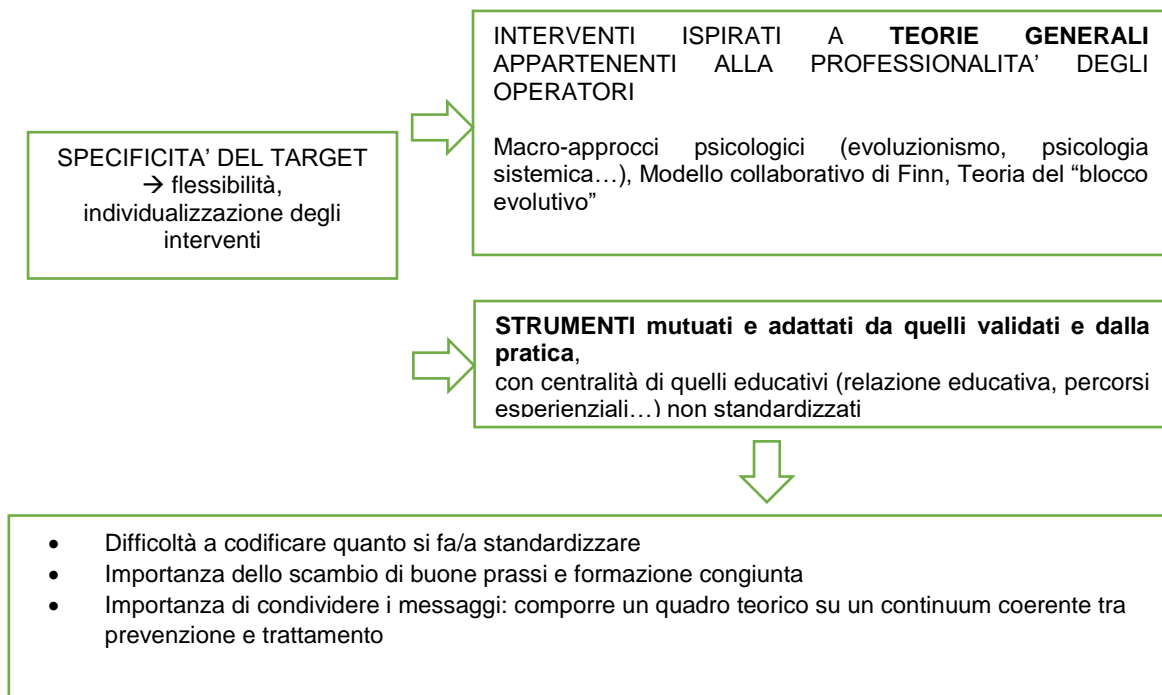 SPECIFICITA’ DEL TARGET
→ flessibilità,
individualizzazione degli
interventi
INTERVENTI ISPIRATI A TEORIE GENERALI
APPARTENENTI ALLA PROFESSIONALITA’ DEGLI
OPERATORI
Macro-approcci psicologici (evoluzionismo, psicologia
sistemica…), Modello collaborativo di Finn, Teoria del “blocco
evolutivo”
STRUMENTI mutuati e adattati da quelli validati e dalla
pratica,
con centralità di quelli educativi (relazione educativa, percorsi
esperienziali…) non standardizzati
• Difficoltà a codificare quanto si fa/a standardizzare
• Importanza dello scambio di buone prassi e formazione congiunta
• Importanza di condividere i messaggi: comporre un quadro teorico su un continuum coerente tra
prevenzione e trattamento